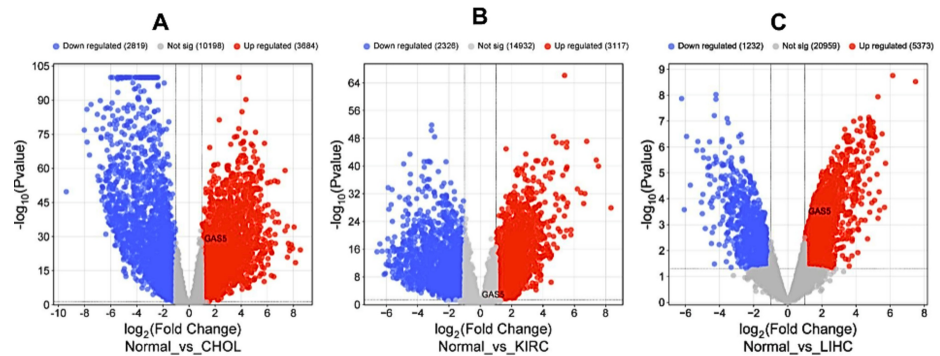 A
B
C
Down regulated (2819) Not sig (10198) Up regulated (3684)
Down regulated (2326) Not sig (14932) Up regulated (3117)
Down regulated (1232) Not sig (20959) Up regulated (5373)
-log10(Pvalue)
105
90
75
60
45
30
15
0
GAS5
−10 −8 −6 −4 −2 0 2 4 6 8
log2(Fold Change)
Normal_vs_CHOL
-log10(Pvalue)
64
56
48
40
32
24
16
8
0
GAS5
−6 −4 −2 0 2 4 6 8
log2(Fold Change)
Normal_vs_KIRC
-log10(Pvalue)
9
8
7
6
5
4
3
2
1
0
GAS5
−6 −4 −2 0 2 4 6 8
log2(Fold Change)
Normal_vs_LIHC